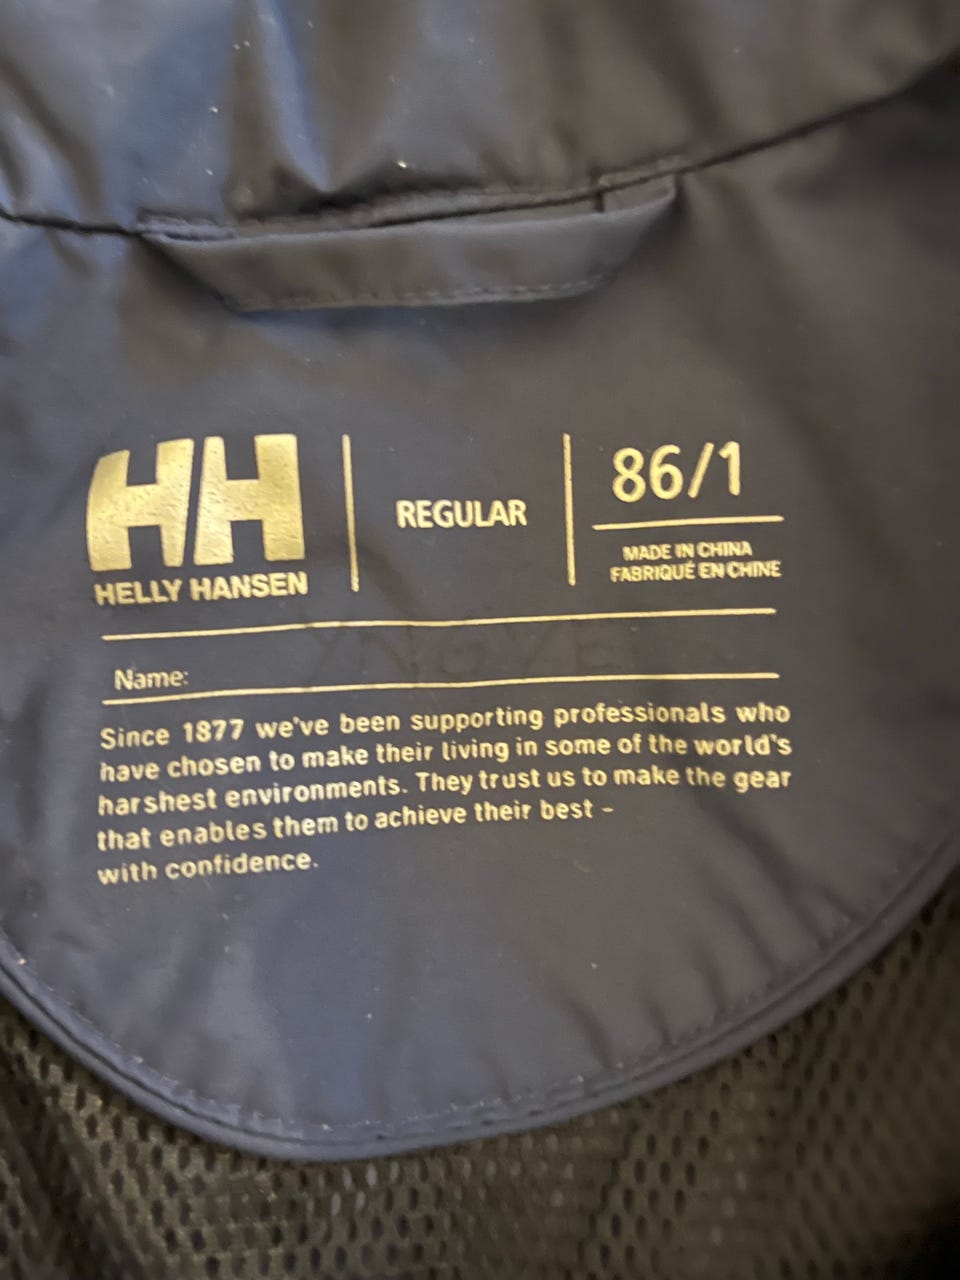 HH
HELLY HANSEN
REGULAR
86/1
MADE IN CHINA
FABRIQUÉ EN CHINE
Name:
Since 1877 we've been supporting professionals who
have chosen to make their living in some of the world's
harshest environments. They trust us to make the gear
that enables them to achieve their best -
with confidence.